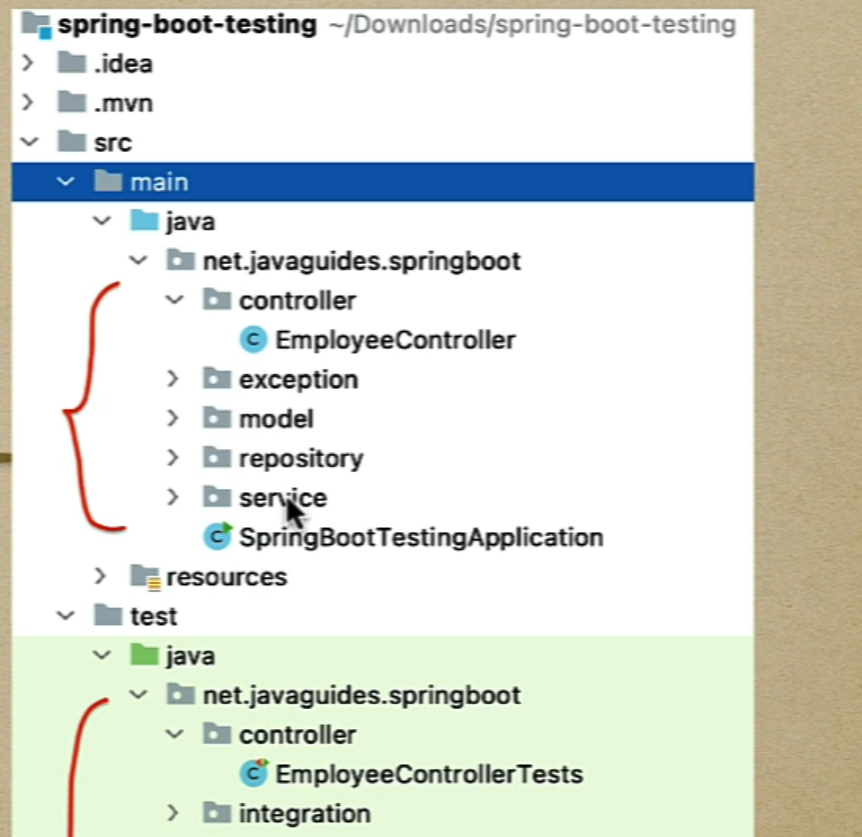 spring-boot-testing ~/Downloads/spring-boot-testing
.idea
.mvn
src
main
java
net.javaguides.springboot
controller
EmployeeController
exception
model
repository
service
SpringBootTestingApplication
resources
test
java
net.javaguides.springboot
controller
EmployeeControllerTests
integration